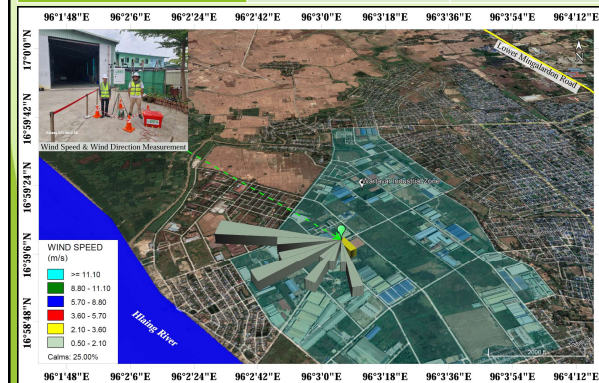 96°1'48"E 96°2'6"E 96°2'24"E 96°2'42"E 96°3'0"E 96°3'18"E 96°3'36"E 96°3'54"E 96°4'12"E
17°0'0"N
16°59'42"N
16°59'24"N
16°59'6"N
16°58'48"N
Lower Mingalardon Road
N
Wind Speed & Wind Direction Measurement
Wartayar Industrial Zone
WIND SPEED
(m/s)
>= 11.10
8.80 - 11.10
5.70 - 8.80
3.60 - 5.70
2.10 - 3.60
0.50 - 2.10
Calms: 25.00%
Hlaing River
96°1'48"E 96°2'6"E 96°2'24"E 96°2'42"E 96°3'0"E 96°3'18"E 96°3'36"E 96°3'54"E 96°4'12"E